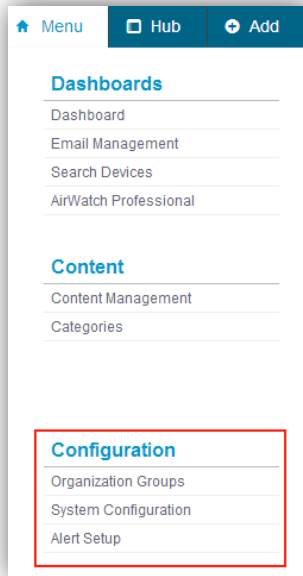 Menu Hub Add
Dashboards
Dashboard
Email Management
Search Devices
AirWatch Professional
Content
Content Management
Categories
Configuration
Organization Groups
System Configuration
Alert Setup